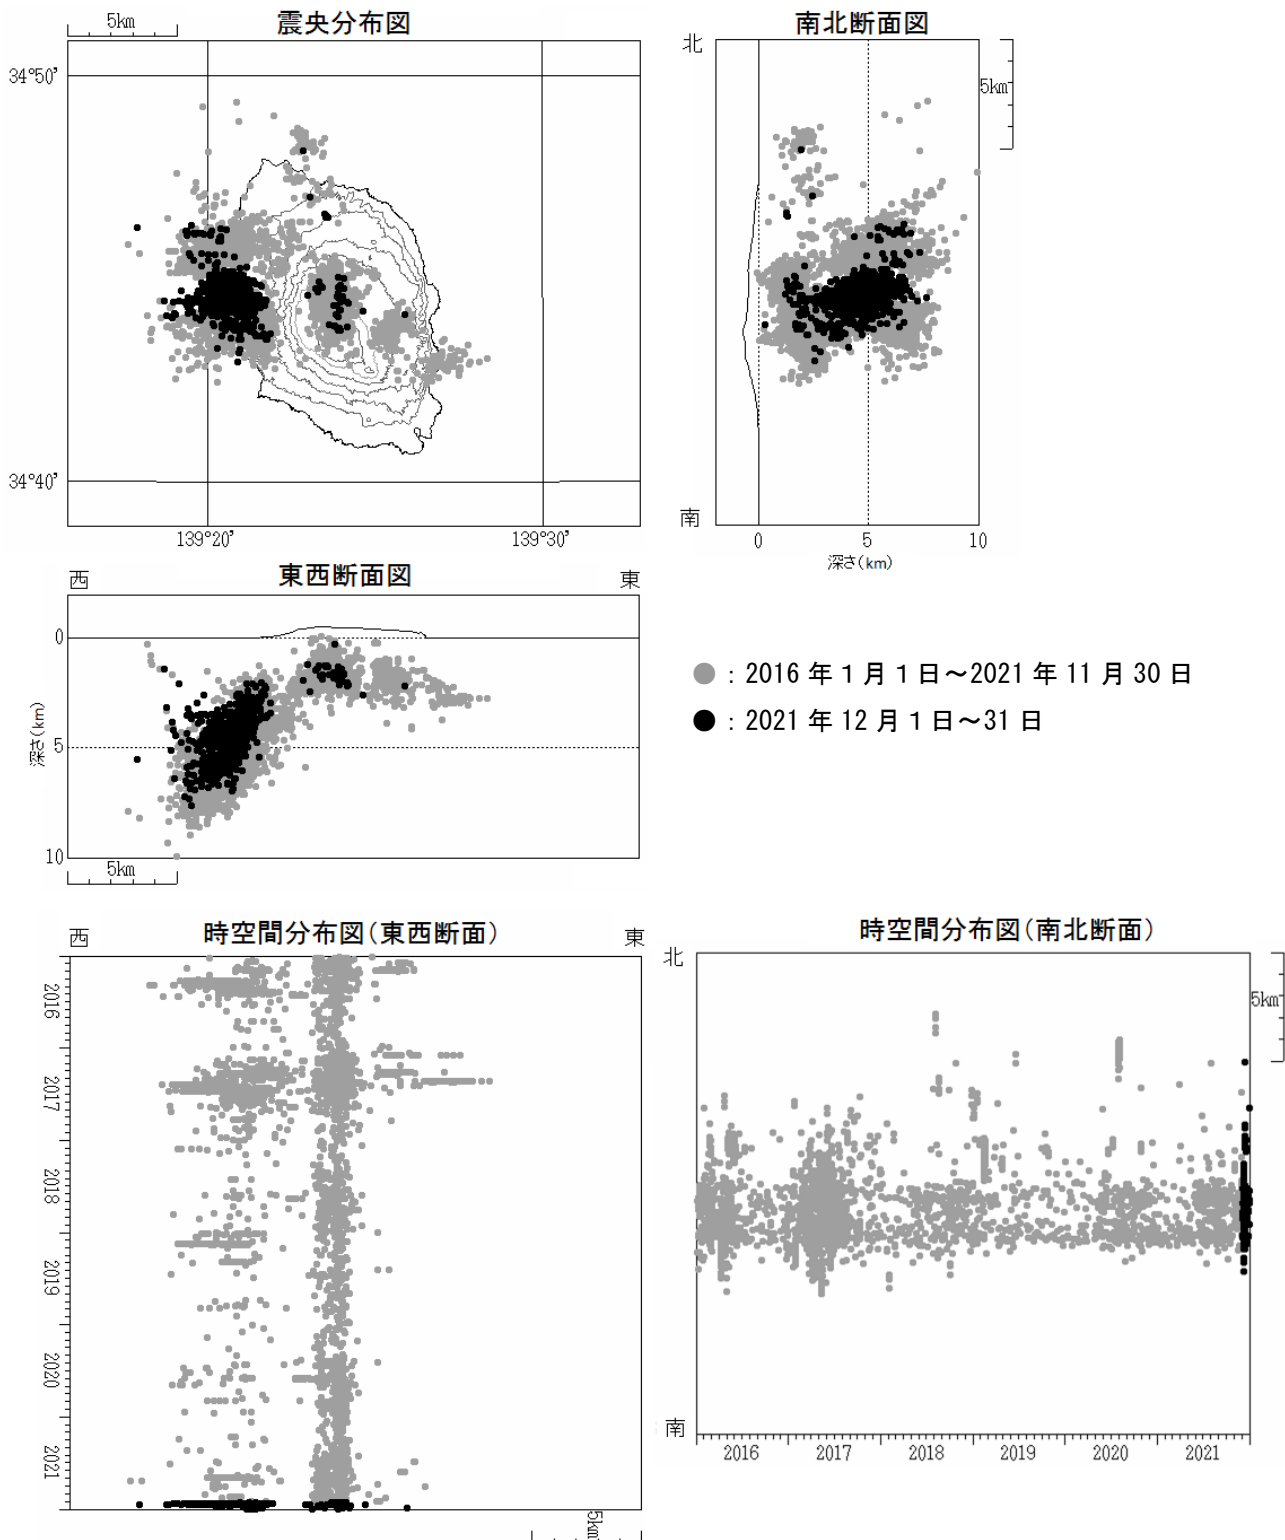 5km
震央分布図
34°50′
34°40′
139°20′
139°30′
南北断面図
北
南
5km
0
5
10
深さ(km)
西
東西断面図
東
0
5
10
深さ(km)
5km
● : 2016 年 1 月 1 日~2021 年 11 月 30 日
● : 2021 年 12 月 1 日~31 日
西
時空間分布図(東西断面)
東
2016
2017
2018
2019
2020
2021
5km
時空間分布図(南北断面)
北
南
5km
2016
2017
2018
2019
2020
2021